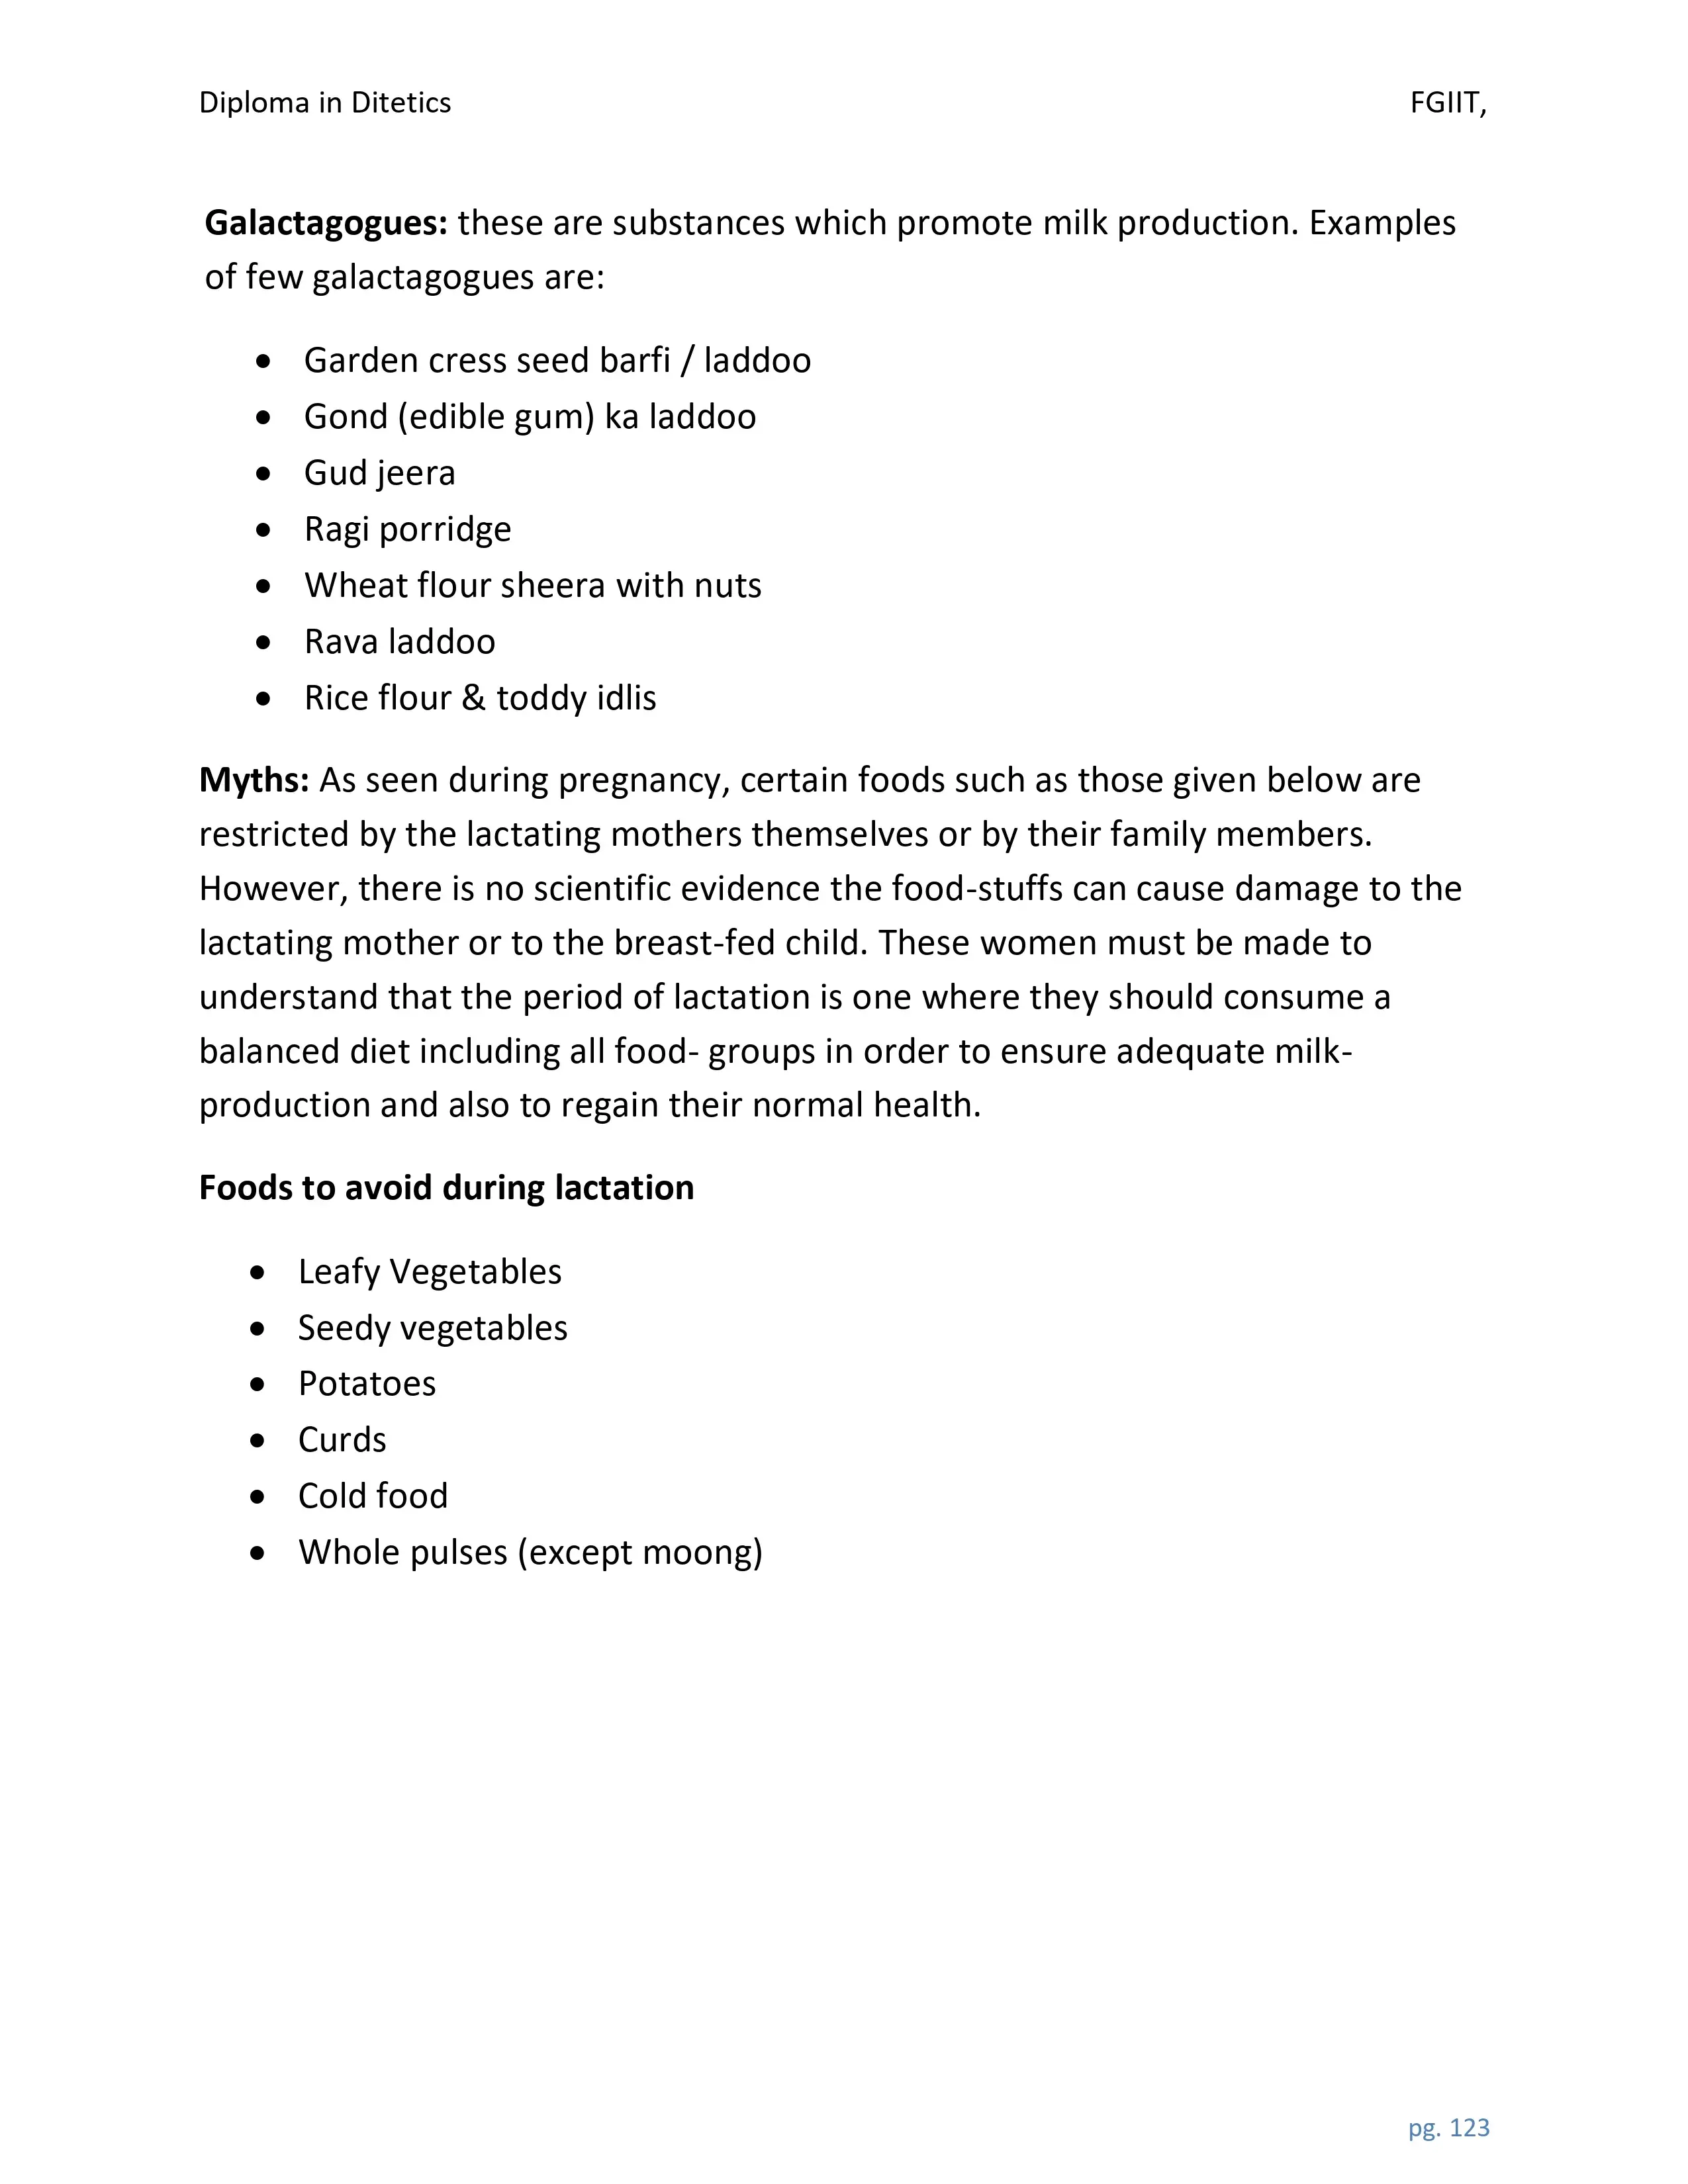 Diploma in Ditetics FGIIT,
Galactagogues: these are substances which promote milk production. Examples
of few galactagogues are:
• Garden cress seed barfi / laddoo
• Gond (edible gum) ka laddoo
• Gud jeera
• Ragi porridge
• Wheat flour sheera with nuts
• Rava laddoo
• Rice flour & toddy idlis
Myths: As seen during pregnancy, certain foods such as those given below are
restricted by the lactating mothers themselves or by their family members.
However, there is no scientific evidence the food-stuffs can cause damage to the
lactating mother or to the breast-fed child. These women must be made to
understand that the period of lactation is one where they should consume a
balanced diet including all food- groups in order to ensure adequate milk-
production and also to regain their normal health.
Foods to avoid during lactation
• Leafy Vegetables
• Seedy vegetables
• Potatoes
• Curds
• Cold food
• Whole pulses (except moong)
pg. 123